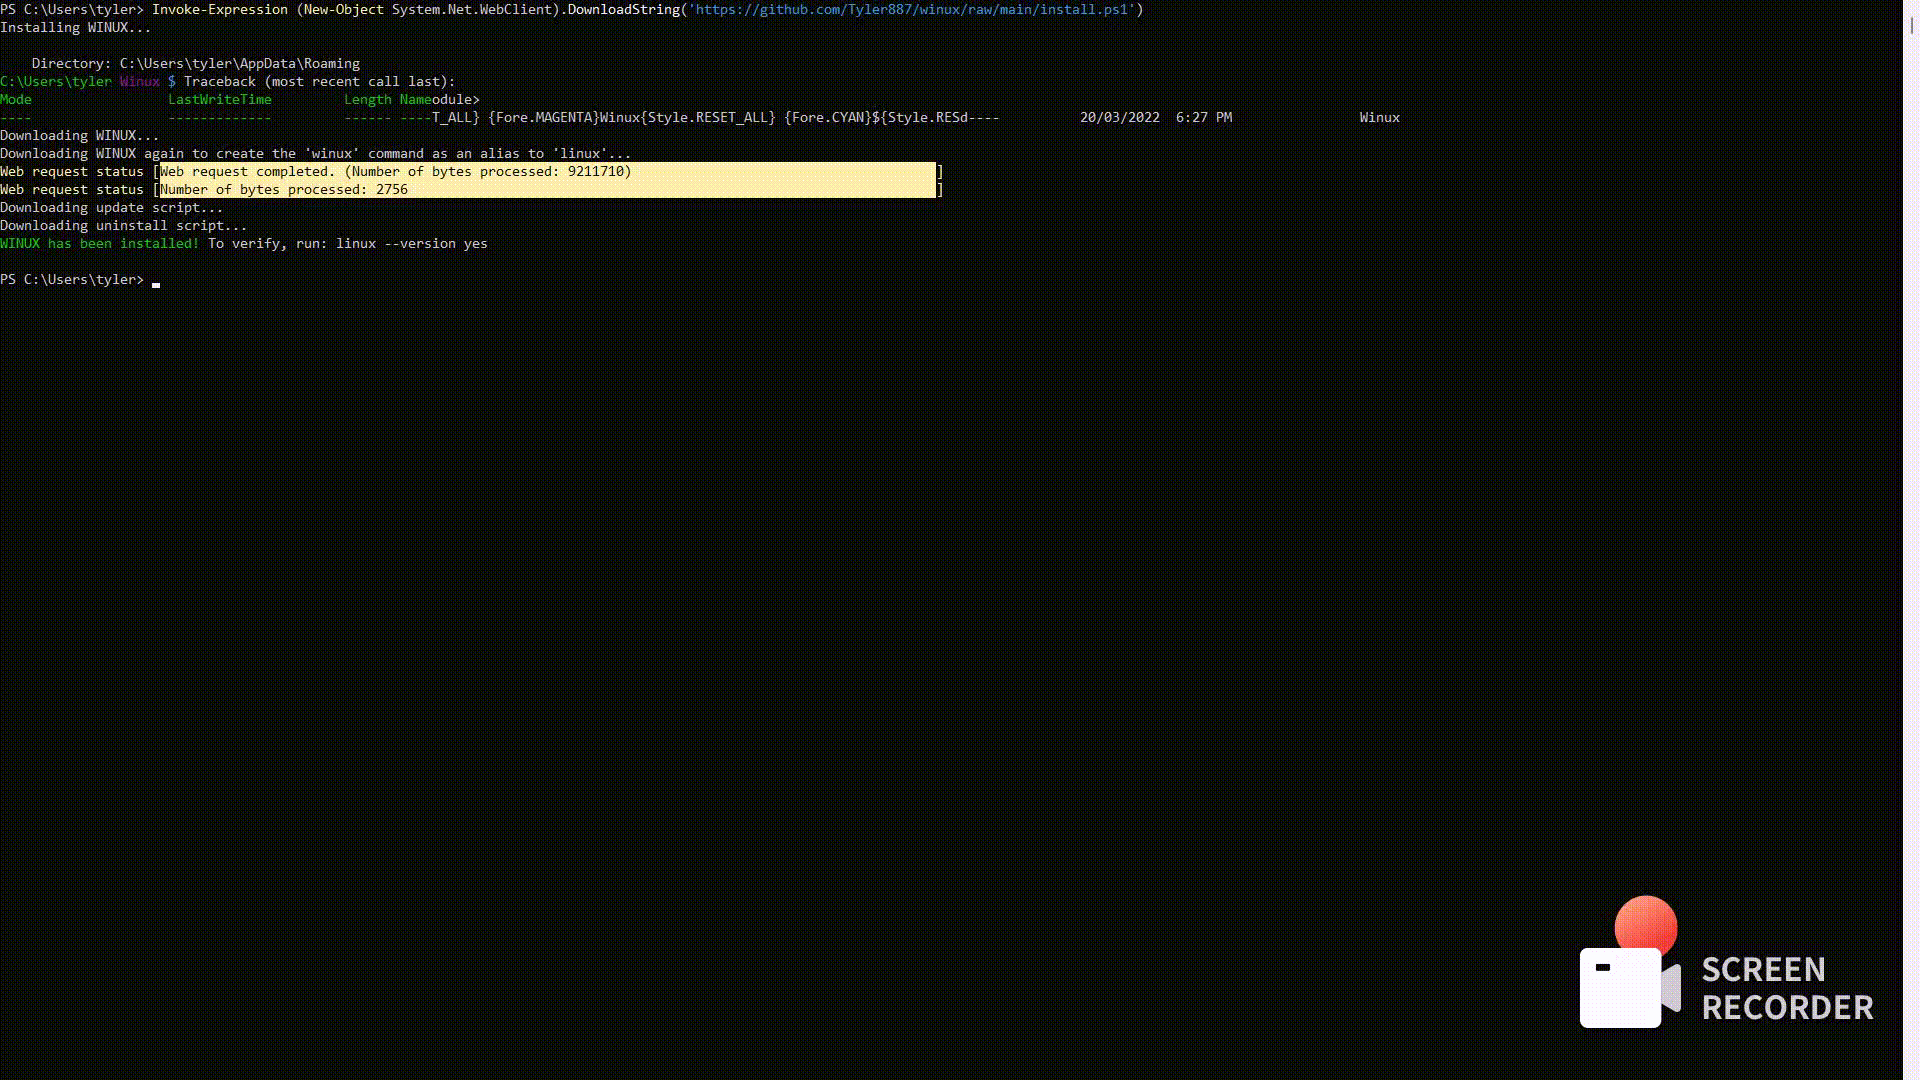 PS C:\Users\tyler> Invoke-Expression (New-Object System.Net.WebClient).DownloadString('https://github.com/Tyler887/winux/raw/main/install.ps1')
Installing WINUX...
    Directory: C:\Users\tyler\AppData\Roaming
C:\Users\tyler Winux $ Traceback (most recent call last):
Mode                 LastWriteTime         Length Nameodule>
----                 -------------         ------ ----T_ALL} {Fore.MAGENTA}Winux{Style.RESET_ALL} {Fore.CYAN}${Style.RESd----          20/03/2022  6:27 PM                Winux
Downloading WINUX...
Downloading WINUX again to create the 'winux' command as an alias to 'linux'...
Web request status [Web request completed. (Number of bytes processed: 9211710)                                      ]
Web request status [Number of bytes processed: 2756                                                                  ]
Downloading update script...
Downloading uninstall script...
WINUX has been installed! To verify, run: linux --version yes
PS C:\Users\tyler>
SCREEN
RECORDER